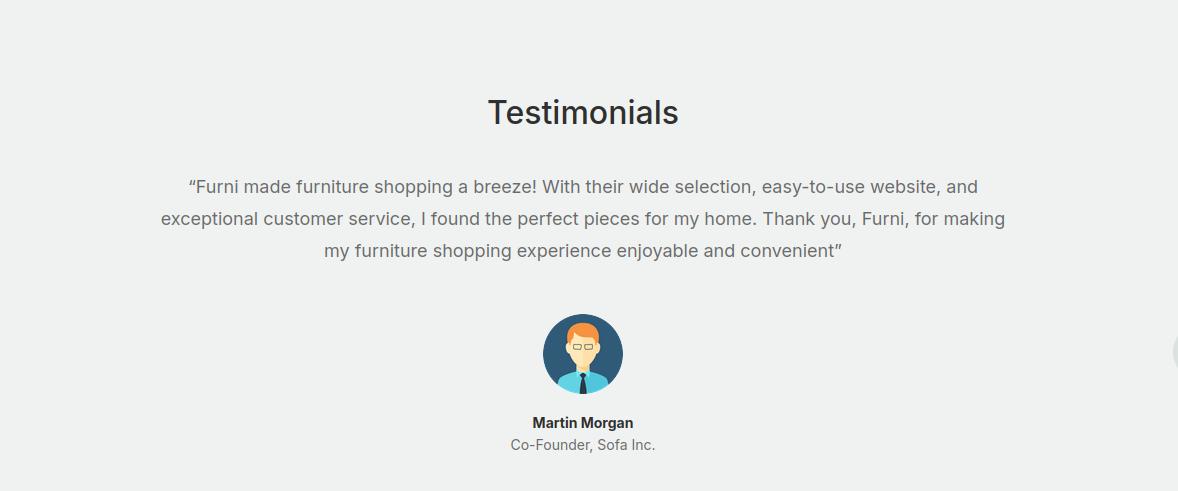 Testimonials
“Furni made furniture shopping a breeze! With their wide selection, easy-to-use website, and
exceptional customer service, I found the perfect pieces for my home. Thank you, Furni, for making
my furniture shopping experience enjoyable and convenient”
Martin Morgan
Co-Founder, Sofa Inc.